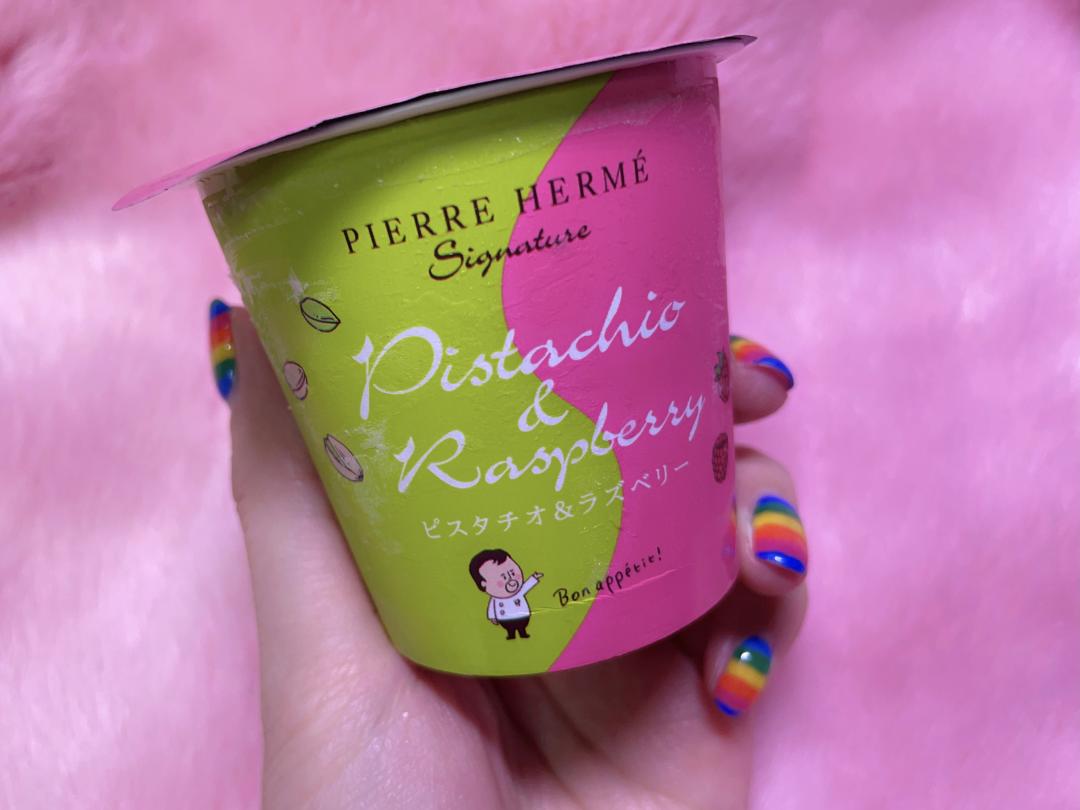 PIERRE HERMÉ
Signature
Pistachio
&
Raspberry
ピスタチオ&ラズベリー
Bon appétit!